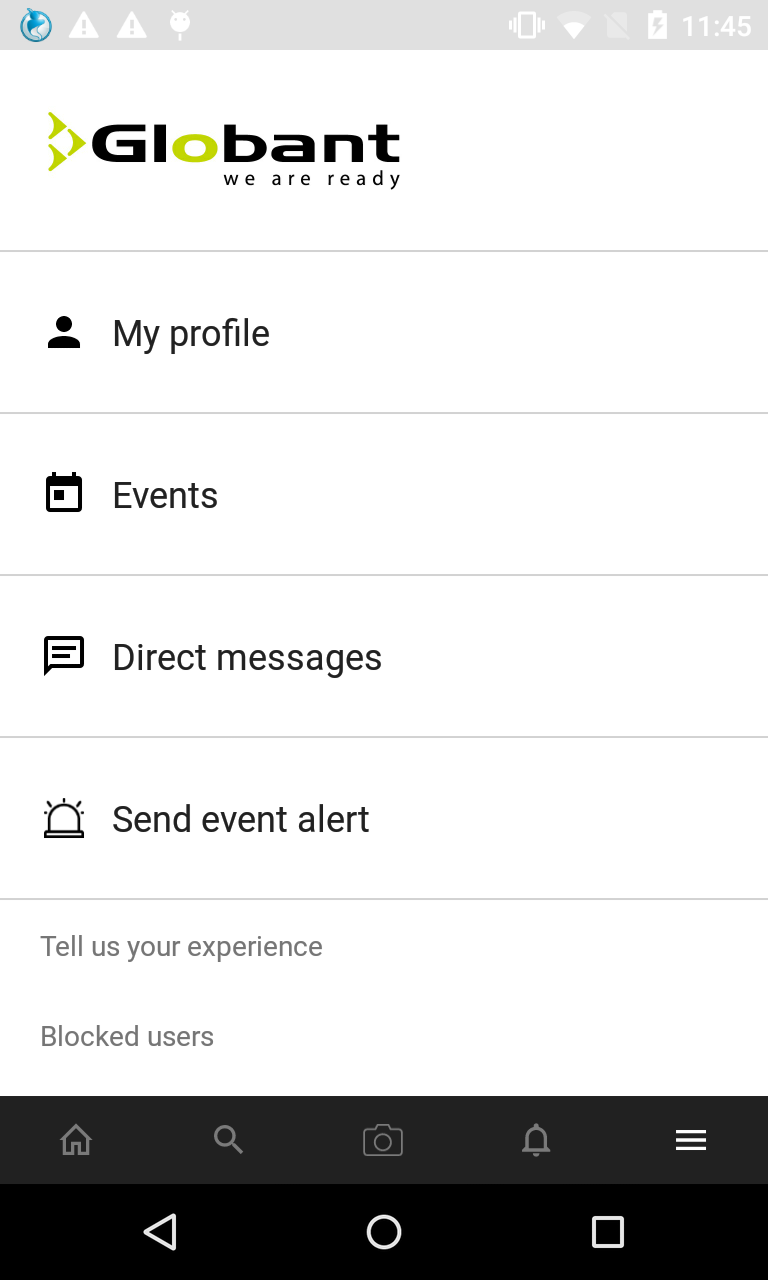 11:45
Globant
we are ready
My profile
Events
Direct messages
Send event alert
Tell us your experience
Blocked users